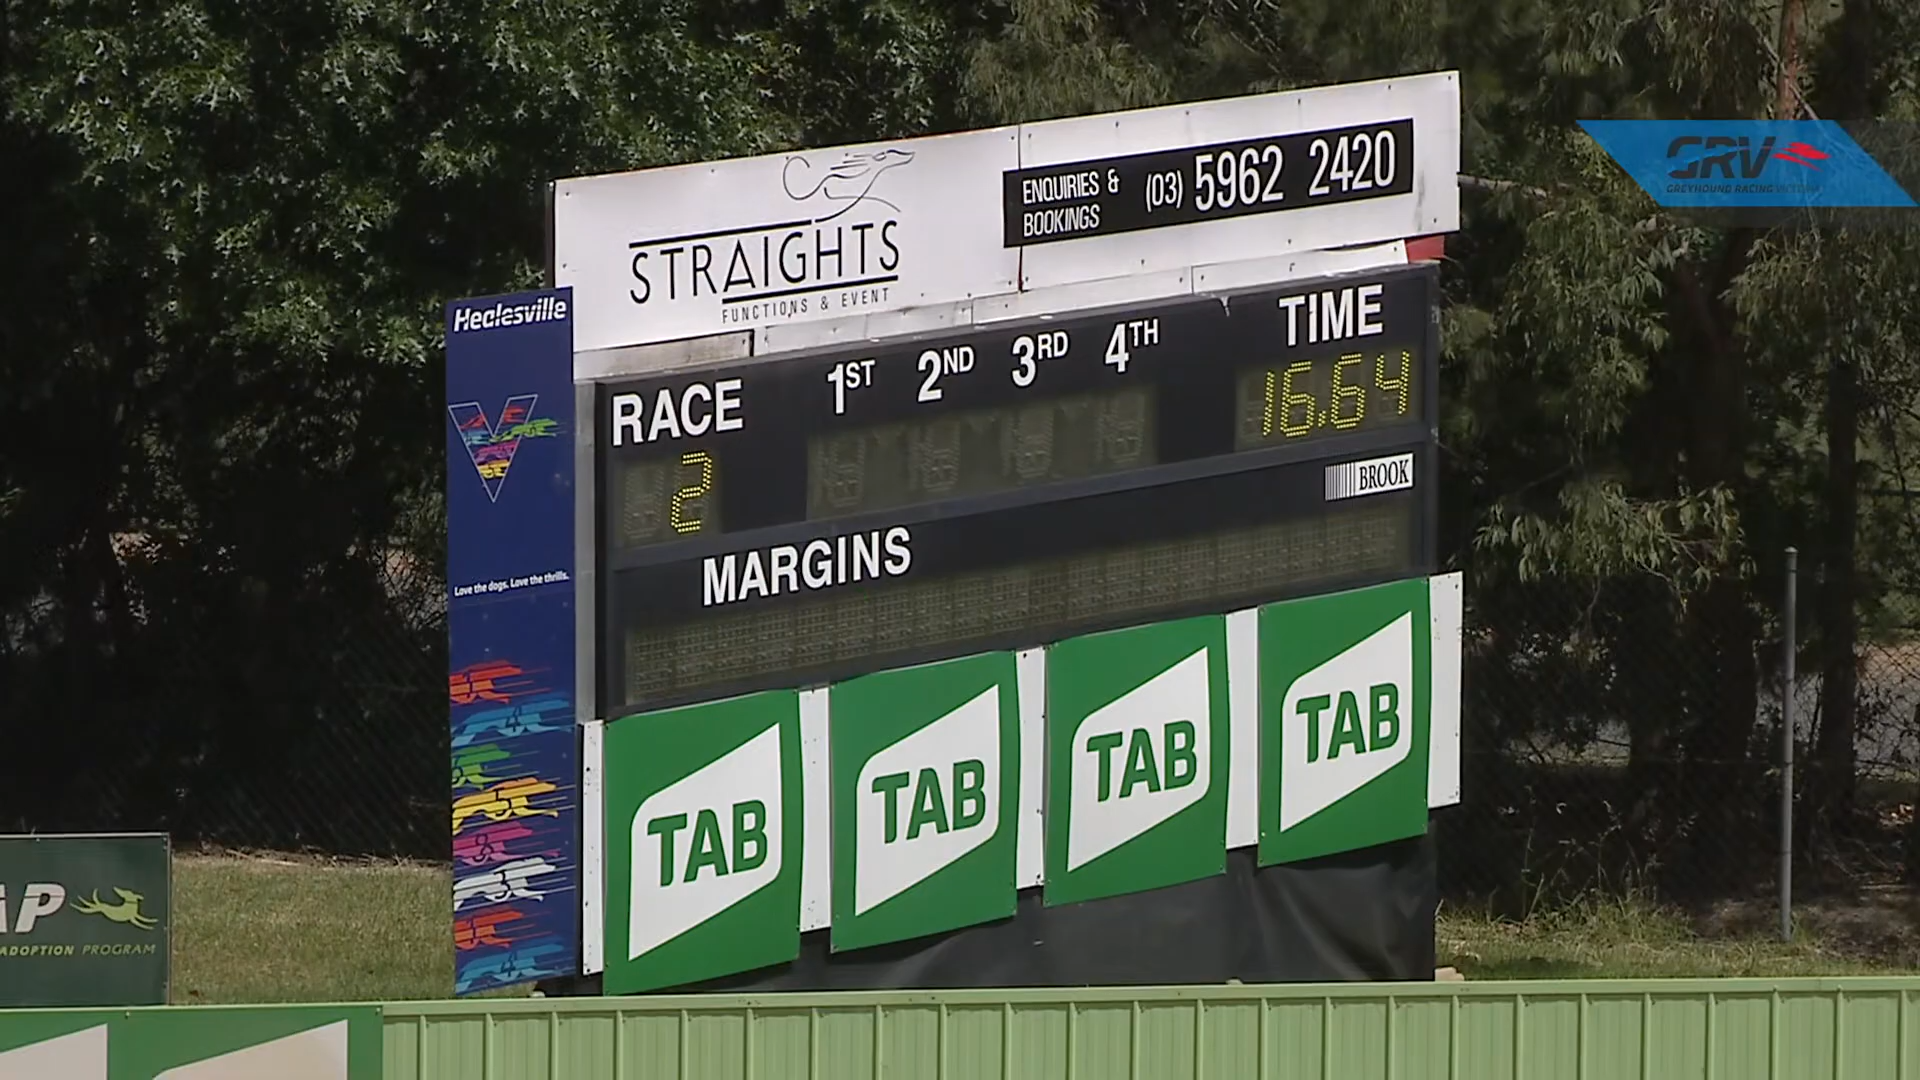 GRV
GREYHOUND RACING VICTORIA
ENQUIRIES & BOOKINGS (03) 5962 2420
STRAIGHTS
FUNCTIONS & EVENT
Healesville
Love the dogs. Love the thrills.
RACE 1ST 2ND 3RD 4TH TIME
2 16.64
BROOK
MARGINS
TAB TAB TAB TAB
AP
ADOPTION PROGRAM